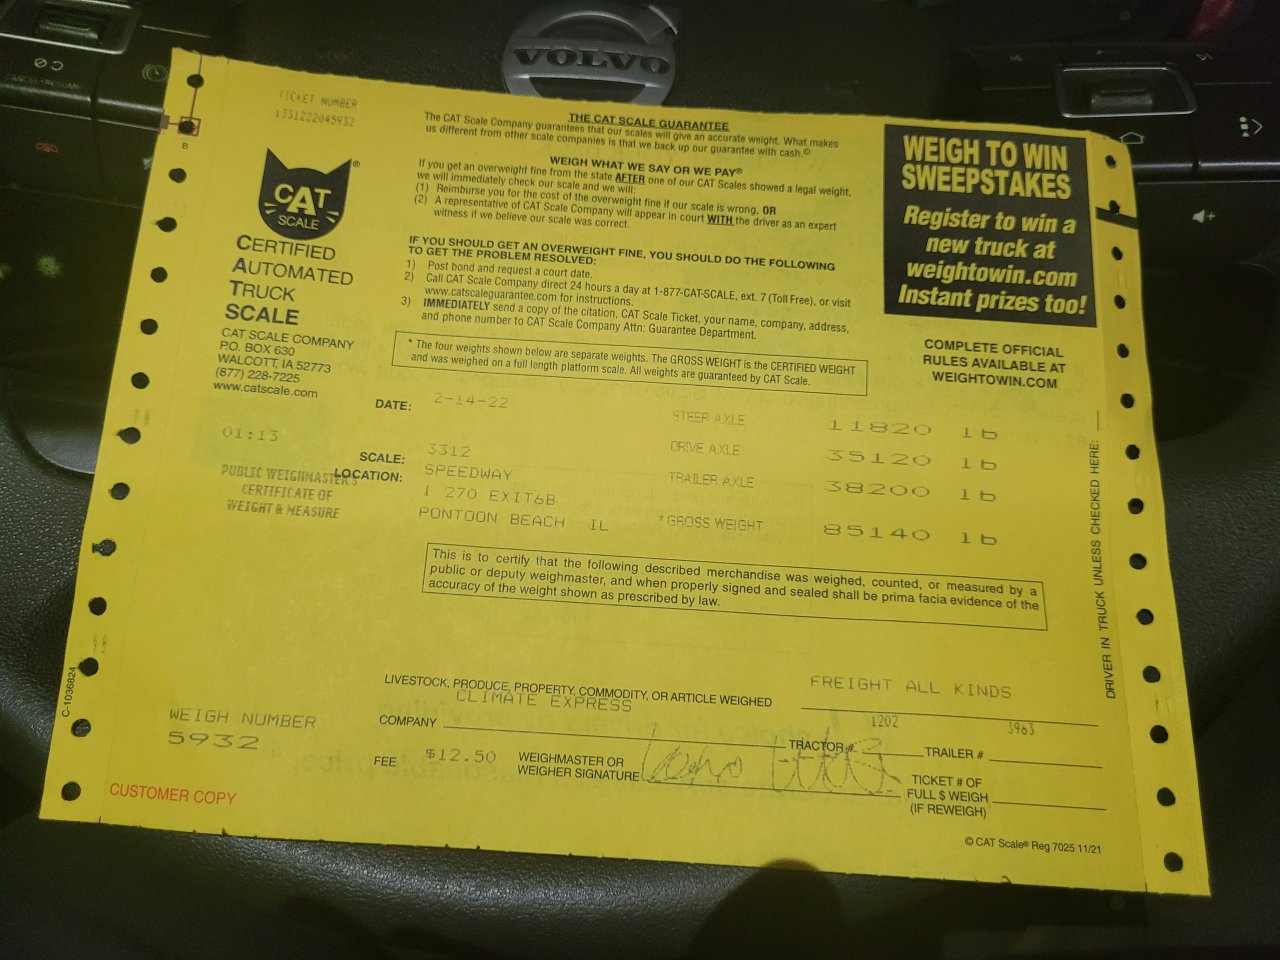 VOLVO
TICKET NUMBER
1331222045932
B
CAT
SCALE
®
CERTIFIED
AUTOMATED
TRUCK
SCALE
CAT SCALE COMPANY
P.O. BOX 630
WALCOTT, IA 52773
(877) 228-7225
www.catscale.com
THE CAT SCALE GUARANTEE
The CAT Scale Company guarantees that our scales will give an accurate weight. What makes
us different from other scale companies is that we back up our guarantee with cash.©
WEIGH WHAT WE SAY OR WE PAY®
If you get an overweight fine from the state AFTER one of our CAT Scales showed a legal weight,
we will immediately check our scale and we will:
(1) Reimburse you for the cost of the overweight fine if our scale is wrong, OR
(2) A representative of CAT Scale Company will appear in court WITH the driver as an expert
witness if we believe our scale was correct.
IF YOU SHOULD GET AN OVERWEIGHT FINE, YOU SHOULD DO THE FOLLOWING
TO GET THE PROBLEM RESOLVED:
1) Post bond and request a court date.
2) Call CAT Scale Company direct 24 hours a day at 1-877-CAT-SCALE, ext. 7 (Toll Free), or visit
www.catscaleguarantee.com for instructions.
3) IMMEDIATELY send a copy of the citation, CAT Scale Ticket, your name, company, address,
and phone number to CAT Scale Company Attn: Guarantee Department.
* The four weights shown below are separate weights. The GROSS WEIGHT is the CERTIFIED WEIGHT
and was weighed on a full length platform scale. All weights are guaranteed by CAT Scale.
WEIGH TO WIN
SWEEPSTAKES
Register to win a
new truck at
weightowin.com
Instant prizes too!
COMPLETE OFFICIAL
RULES AVAILABLE AT
WEIGHTOWIN.COM
DATE: 2-14-22
STEER AXLE 11820 lb
01:13
SCALE: 3312
DRIVE AXLE 35120 lb
PUBLIC WEIGHMASTER'S
CERTIFICATE OF
WEIGHT & MEASURE
LOCATION: SPEEDWAY
TRAILER AXLE 38200 lb
I 270 EXIT6B
PONTOON BEACH IL
*GROSS WEIGHT 85140 lb
This is to certify that the following described merchandise was weighed, counted, or measured by a
public or deputy weighmaster, and when properly signed and sealed shall be prima facia evidence of the
accuracy of the weight shown as prescribed by law.
DRIVER IN TRUCK UNLESS CHECKED HERE:
C-1036824
LIVESTOCK, PRODUCE, PROPERTY, COMMODITY, OR ARTICLE WEIGHED FREIGHT ALL KINDS
CLIMATE EXPRESS
WEIGH NUMBER
5932
COMPANY
1202
3963
TRACTOR #
TRAILER #
FEE $12.50
WEIGHMASTER OR
WEIGHER SIGNATURE
TICKET # OF
FULL $ WEIGH
(IF REWEIGH)
CUSTOMER COPY
© CAT Scale® Reg 7025 11/21